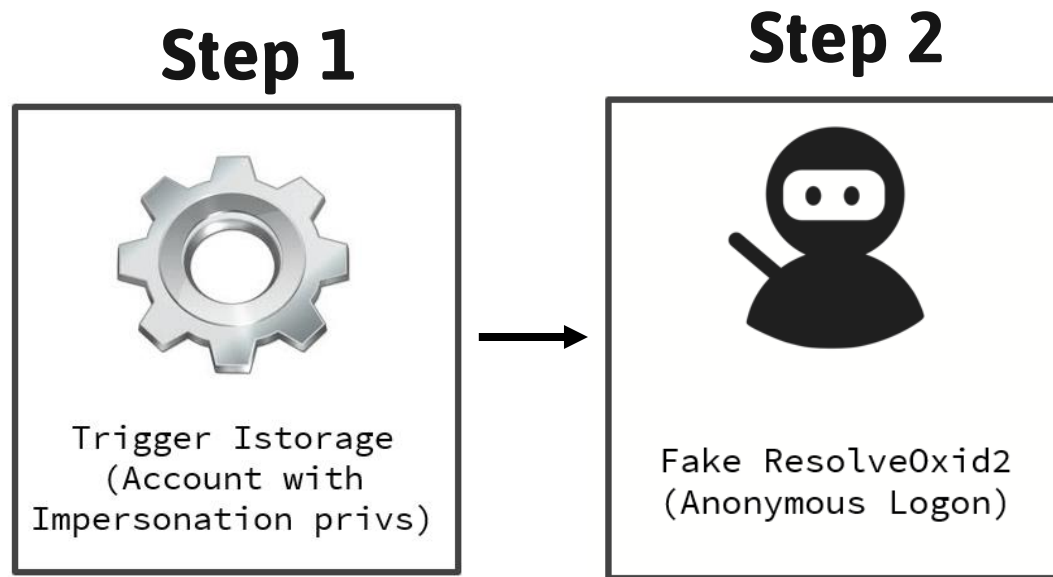 Step 1
Trigger Istorage
(Account with
Impersonation privs)
Step 2
Fake ResolveOxid2
(Anonymous Logon)